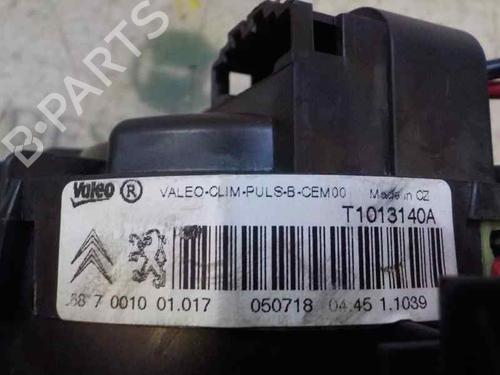 B-PARTS
Valeo ® VALEO-CLIM-PULS-B-CEM00 Made in CZ
T1013140A
.88 7 0010 01.017 050718 04.45 1.1039